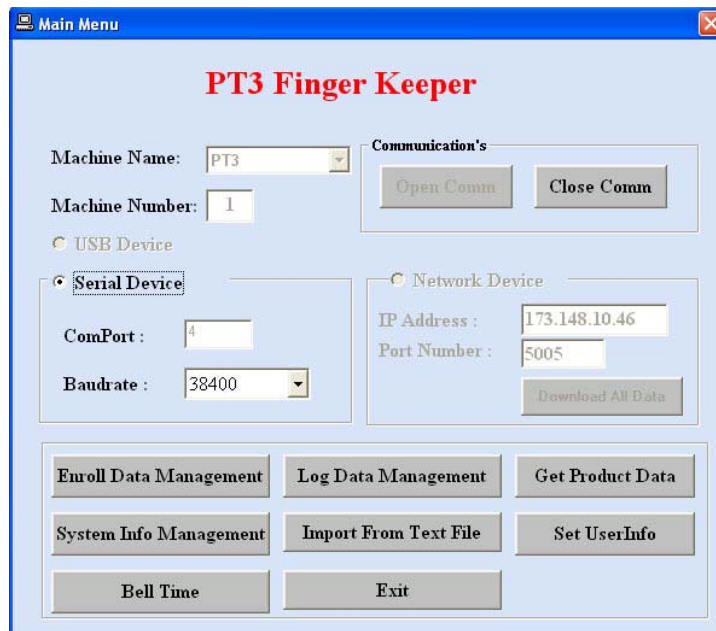 Main Menu
PT3 Finger Keeper
Machine Name: PT3
Machine Number: 1
Communication's
Open Comm Close Comm
USB Device
Serial Device
ComPort : 4
Baudrate : 38400
Network Device
IP Address : 173.148.10.46
Port Number : 5005
Download All Data
Enroll Data Management Log Data Management Get Product Data
System Info Management Import From Text File Set UserInfo
Bell Time Exit